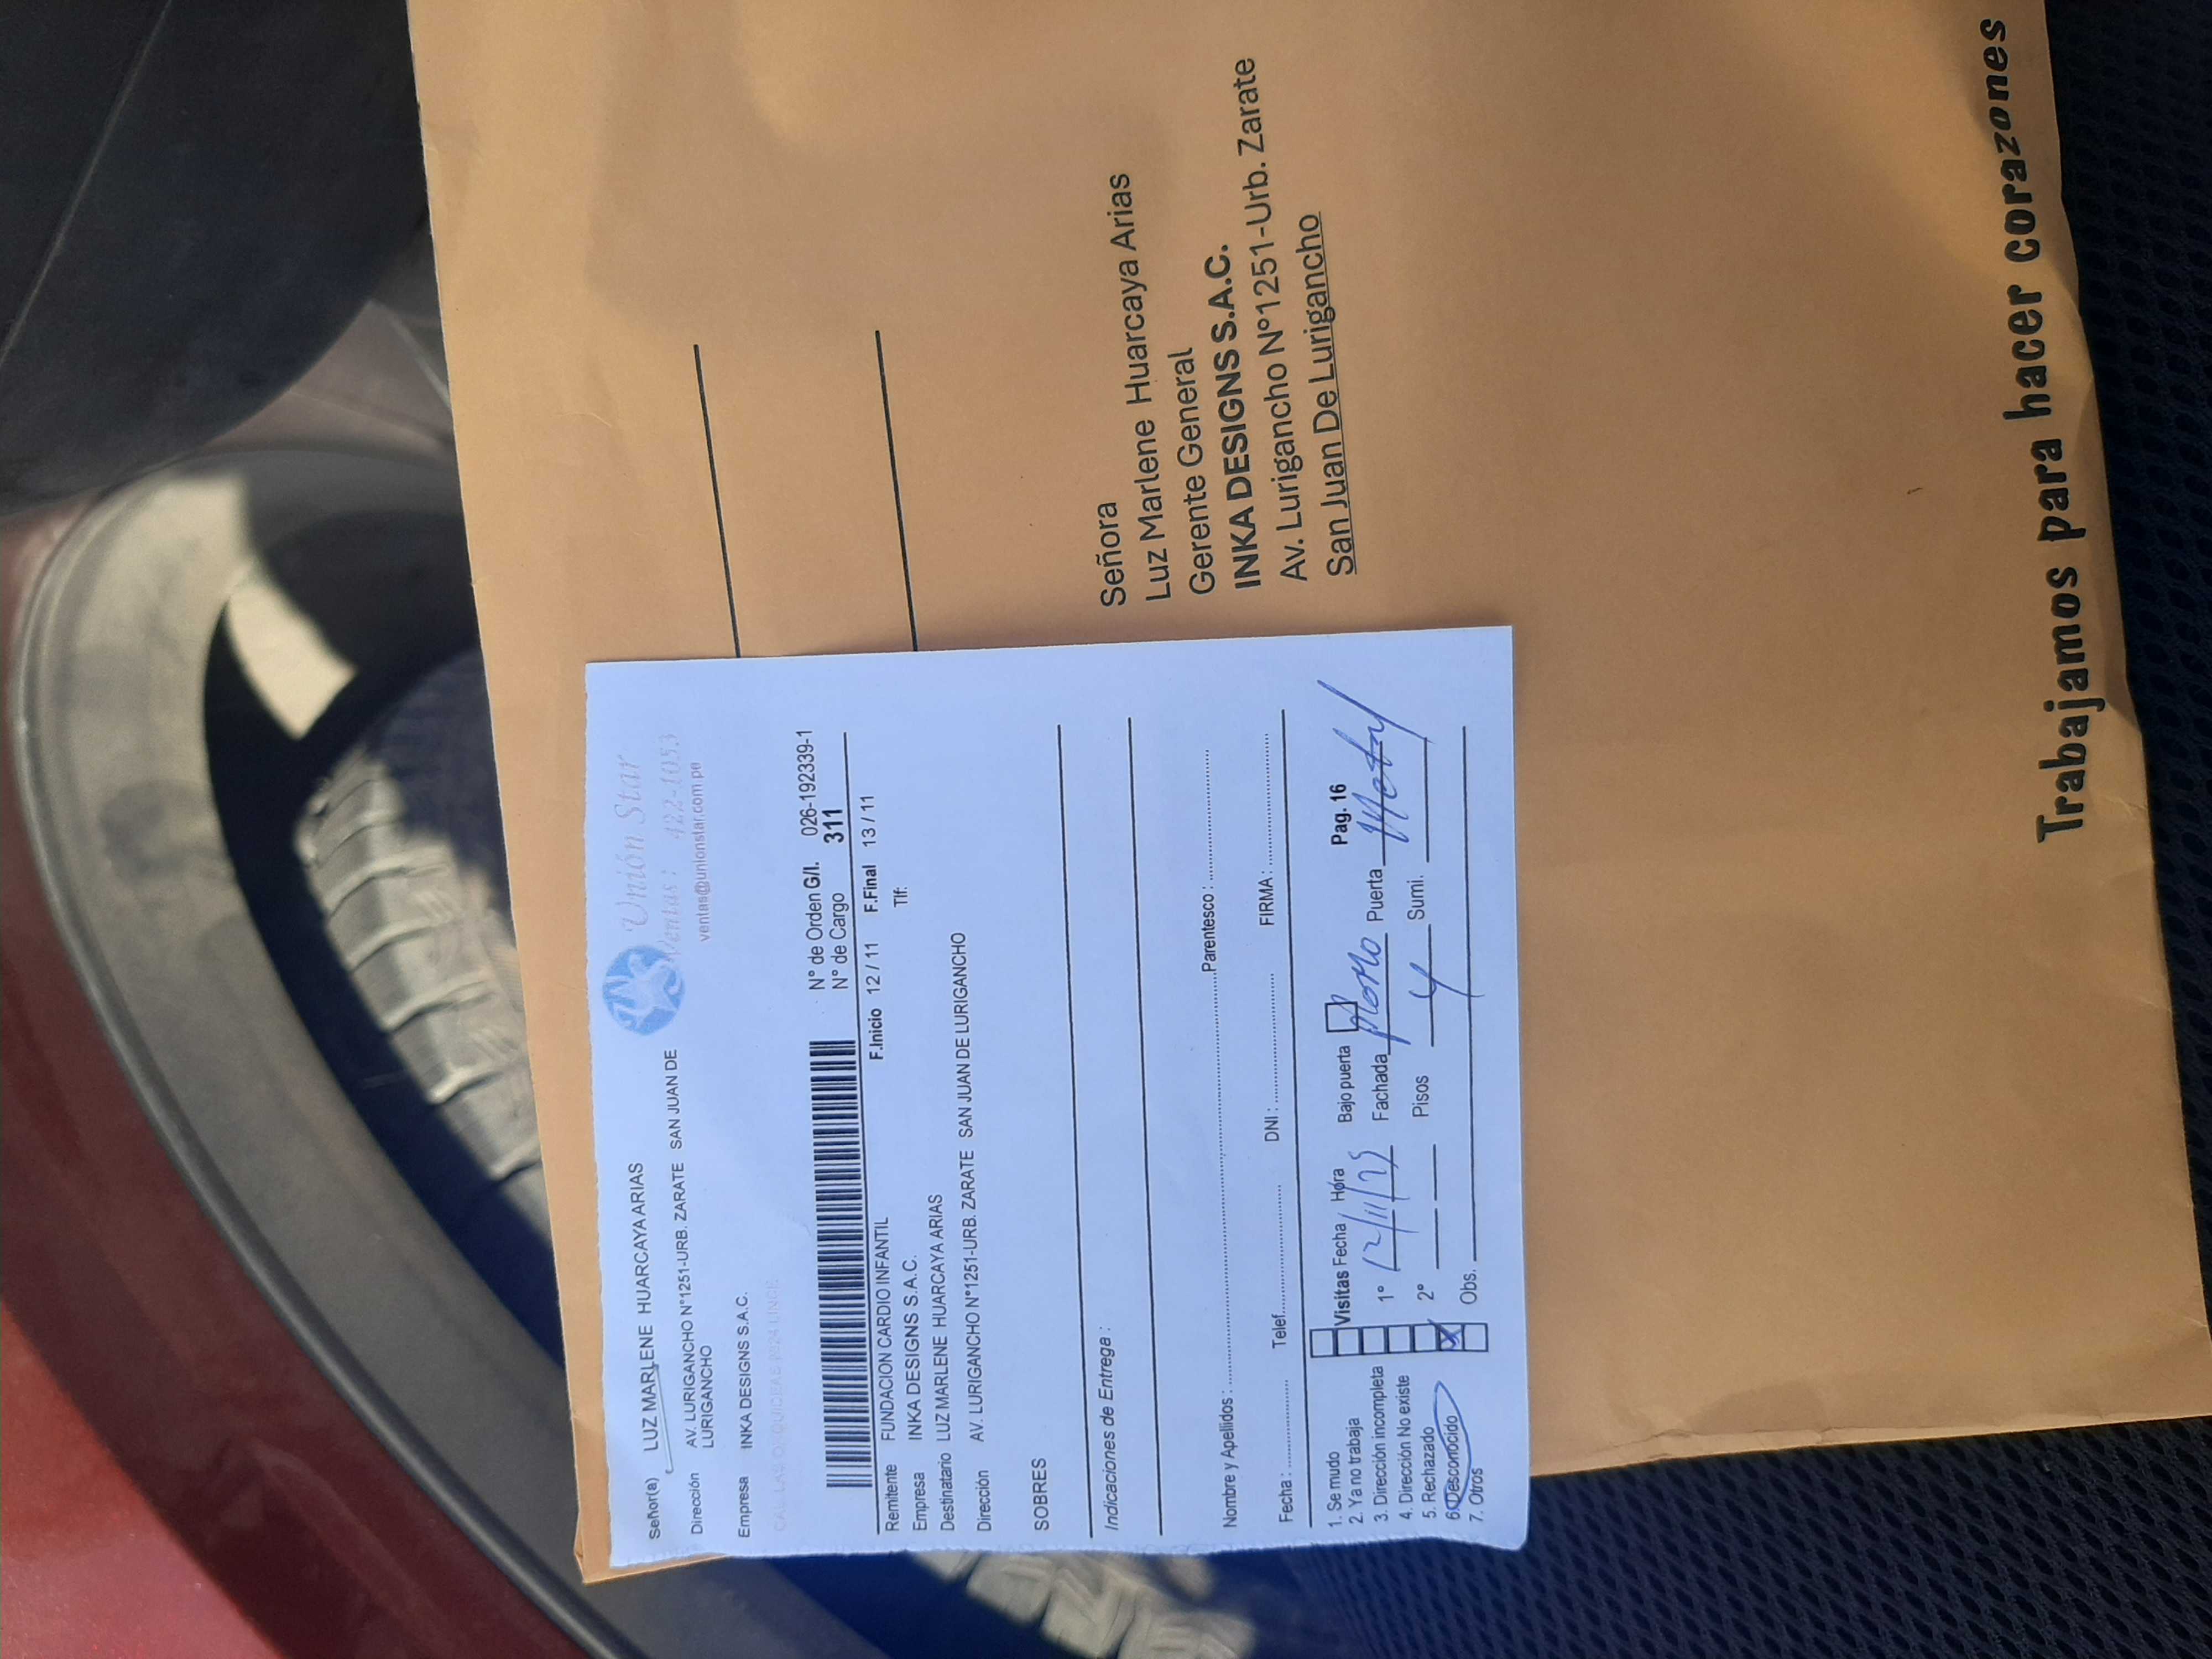 Unión Star
Ventas: 422-1053
ventas@unionstar.com.pe
Señor(a) LUZ MARLENE HUARCAYA ARIAS
Dirección AV. LURIGANCHO N°1251-URB. ZARATE SAN JUAN DE
LURIGANCHO
Empresa INKA DESIGNS S.A.C.
N° de Orden G/I. 026-192339-1
N° de Cargo 311
F.Inicio 12 / 11 F.Final 13 / 11
Remitente FUNDACION CARDIO INFANTIL Tlf:
Empresa INKA DESIGNS S.A.C.
Destinatario LUZ MARLENE HUARCAYA ARIAS
Dirección AV. LURIGANCHO N°1251-URB. ZARATE SAN JUAN DE LURIGANCHO
SOBRES
Indicaciones de Entrega :
Nombre y Apellidos : Parentesco :
Fecha : Telef. DNI : FIRMA :
Pag. 16
1. Se mudo Visitas Fecha / Hora Bajo puerta
2. Ya no trabaja 1° 12/11/25 Fachada Puerta Metal
3. Dirección incompleta 2° Pisos 4 Sumi.
4. Dirección No existe
5. Rechazado
6. Desconocido Obs.
7. Otros
Señora
Luz Marlene Huarcaya Arias
Gerente General
INKA DESIGNS S.A.C.
Av. Lurigancho N°1251-Urb. Zarate
San Juan De Lurigancho
Trabajamos para hacer corazones